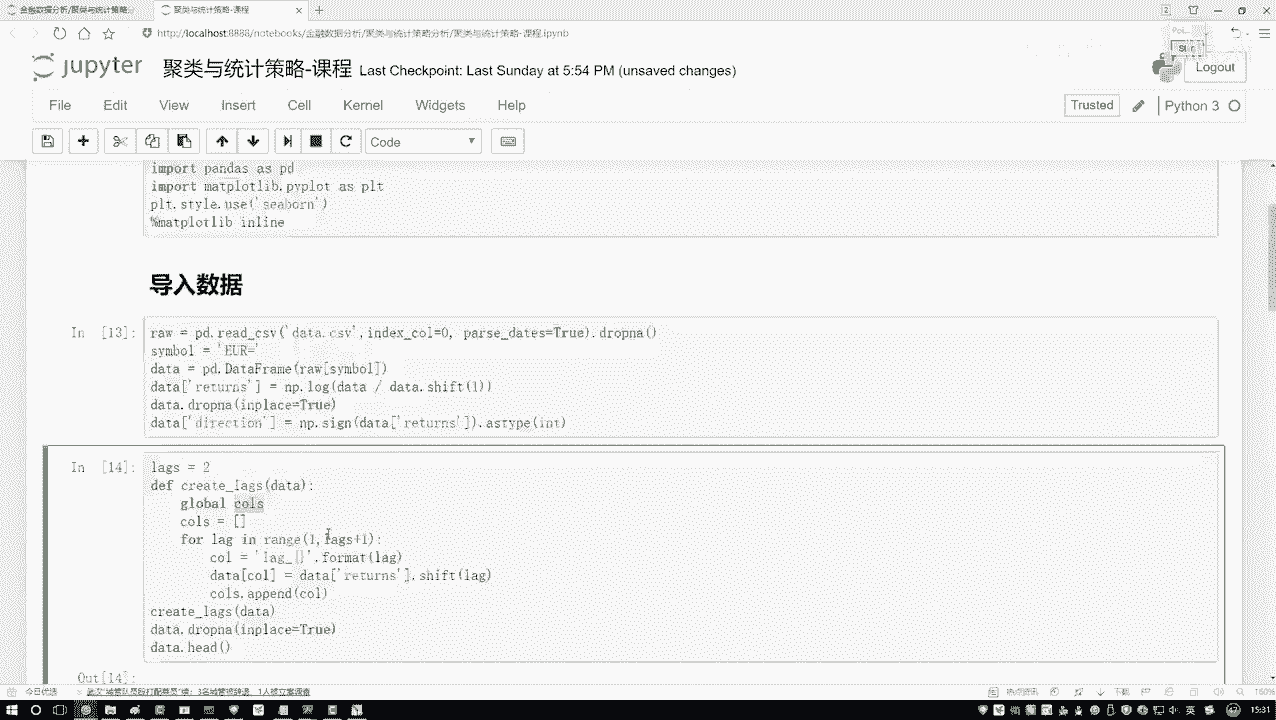 金融数据分析/聚类与统计策略
聚类与统计策略-课程
http://localhost:8888/notebooks/金融数据分析/聚类与统计策略分析/聚类与统计策略-课程.ipynb
jupyter 聚类与统计策略-课程 Last Checkpoint: Last Sunday at 5:54 PM (unsaved changes)
Logout
File Edit View Insert Cell Kernel Widgets Help
Trusted Python 3
Code
import pandas as pd
import matplotlib.pyplot as plt
plt.style.use('seaborn')
%matplotlib inline
导入数据
In [13]:
raw = pd.read_csv('data.csv',index_col=0, parse_dates=True).dropna()
symbol = 'EUR='
data = pd.DataFrame(raw[symbol])
data['returns'] = np.log(data / data.shift(1))
data.dropna(inplace=True)
data['direction'] = np.sign(data['returns']).astype(int)
In [14]:
lags = 2
def create_lags(data):
global cols
cols = []
for lag in range(1,lags+1):
col = 'lag_{}'.format(lag)
data[col] = data['returns'].shift(lag)
cols.append(col)
create_lags(data)
data.dropna(inplace=True)
data.head()
Out[14]:
今日优选
下载
160%
英
15:31